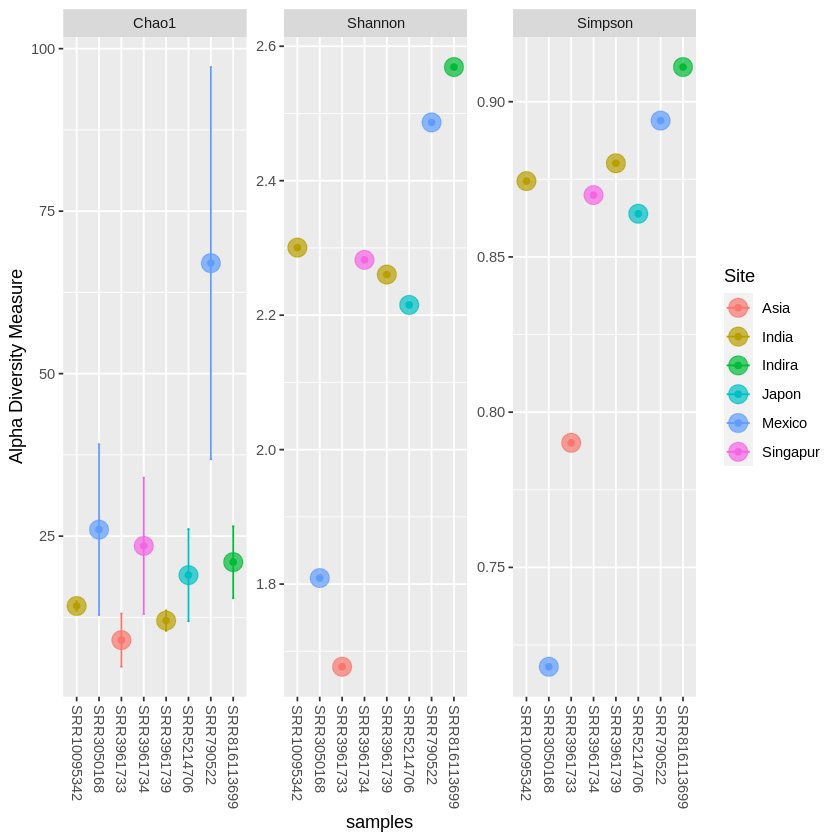 Chao1
Shannon
Simpson
Alpha Diversity Measure
100
75
50
25
2.6
2.4
2.2
2.0
1.8
0.90
0.85
0.80
0.75
SRR10095342
SRR3050168
SRR3961733
SRR3961734
SRR3961739
SRR5214706
SRR790522
SRR816113699
SRR10095342
SRR3050168
SRR3961733
SRR3961734
SRR3961739
SRR5214706
SRR790522
SRR816113699
SRR10095342
SRR3050168
SRR3961733
SRR3961734
SRR3961739
SRR5214706
SRR790522
SRR816113699
samples
Site
Asia
India
Indira
Japon
Mexico
Singapur